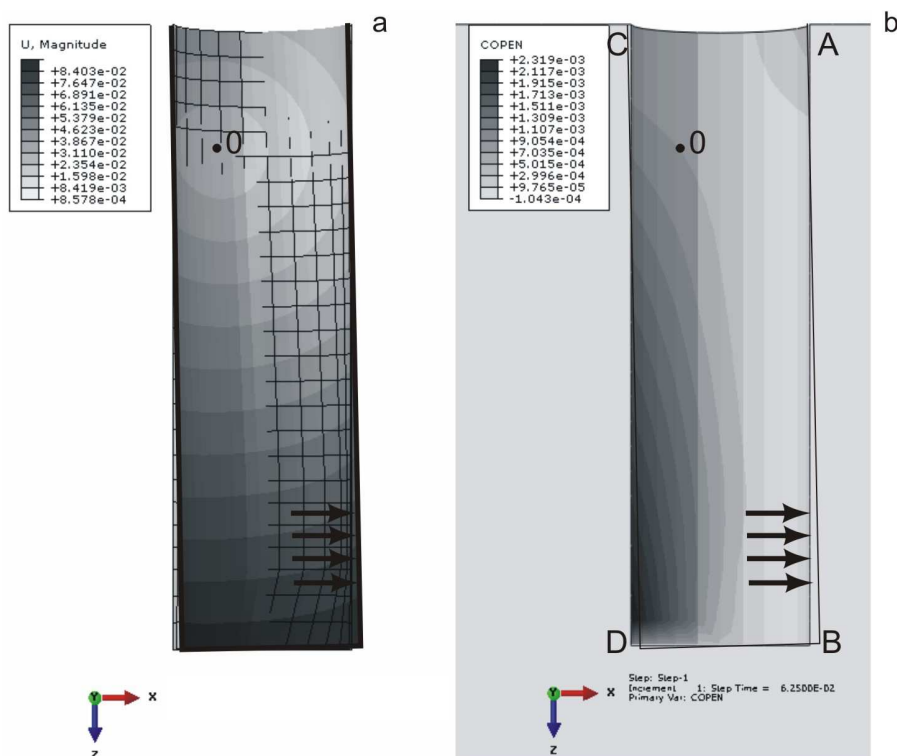 a
U, Magnitude
+8.403e-02
+7.647e-02
+6.891e-02
+6.135e-02
+5.379e-02
+4.623e-02
+3.867e-02
+3.110e-02
+2.354e-02
+1.598e-02
+8.419e-03
+8.578e-04
0
Y
X
Z
b
COPEN
+2.319e-03
+2.117e-03
+1.915e-03
+1.713e-03
+1.511e-03
+1.309e-03
+1.107e-03
+9.054e-04
+7.035e-04
+5.015e-04
+2.996e-04
+9.765e-05
-1.043e-04
C
A
0
D
B
Step: Step-1
Increment 1: Step Time = 6.2500E-02
Primary Var: COPEN
Y
X
Z